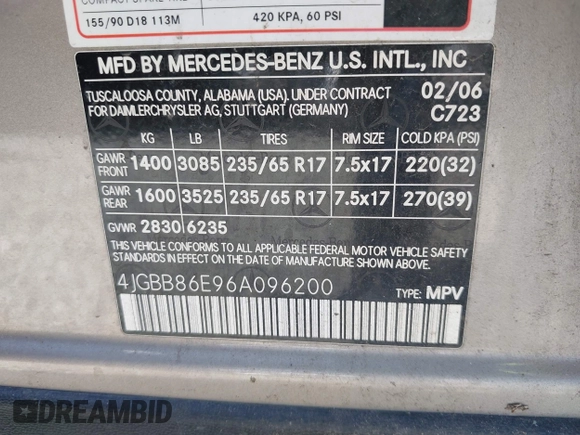 155/90 D18 113M 420 KPA, 60 PSI
MFD BY MERCEDES-BENZ U.S. INTL., INC
TUSCALOOSA COUNTY, ALABAMA (USA). UNDER CONTRACT 02/06
FOR DAIMLERCHRYSLER AG, STUTTGART (GERMANY) C723
KG LB TIRES RIM SIZE COLD KPA (PSI)
GAWR FRONT 1400 3085 235/65 R17 7.5x17 220(32)
GAWR REAR 1600 3525 235/65 R17 7.5x17 270(39)
GVWR 2830 6235
THIS VEHICLE CONFORMS TO ALL APPLICABLE FEDERAL MOTOR VEHICLE SAFETY
STANDARDS IN EFFECT ON THE DATE OF MANUFACTURE SHOWN ABOVE.
4JGBB86E96A096200 TYPE: MPV
DREAMBID